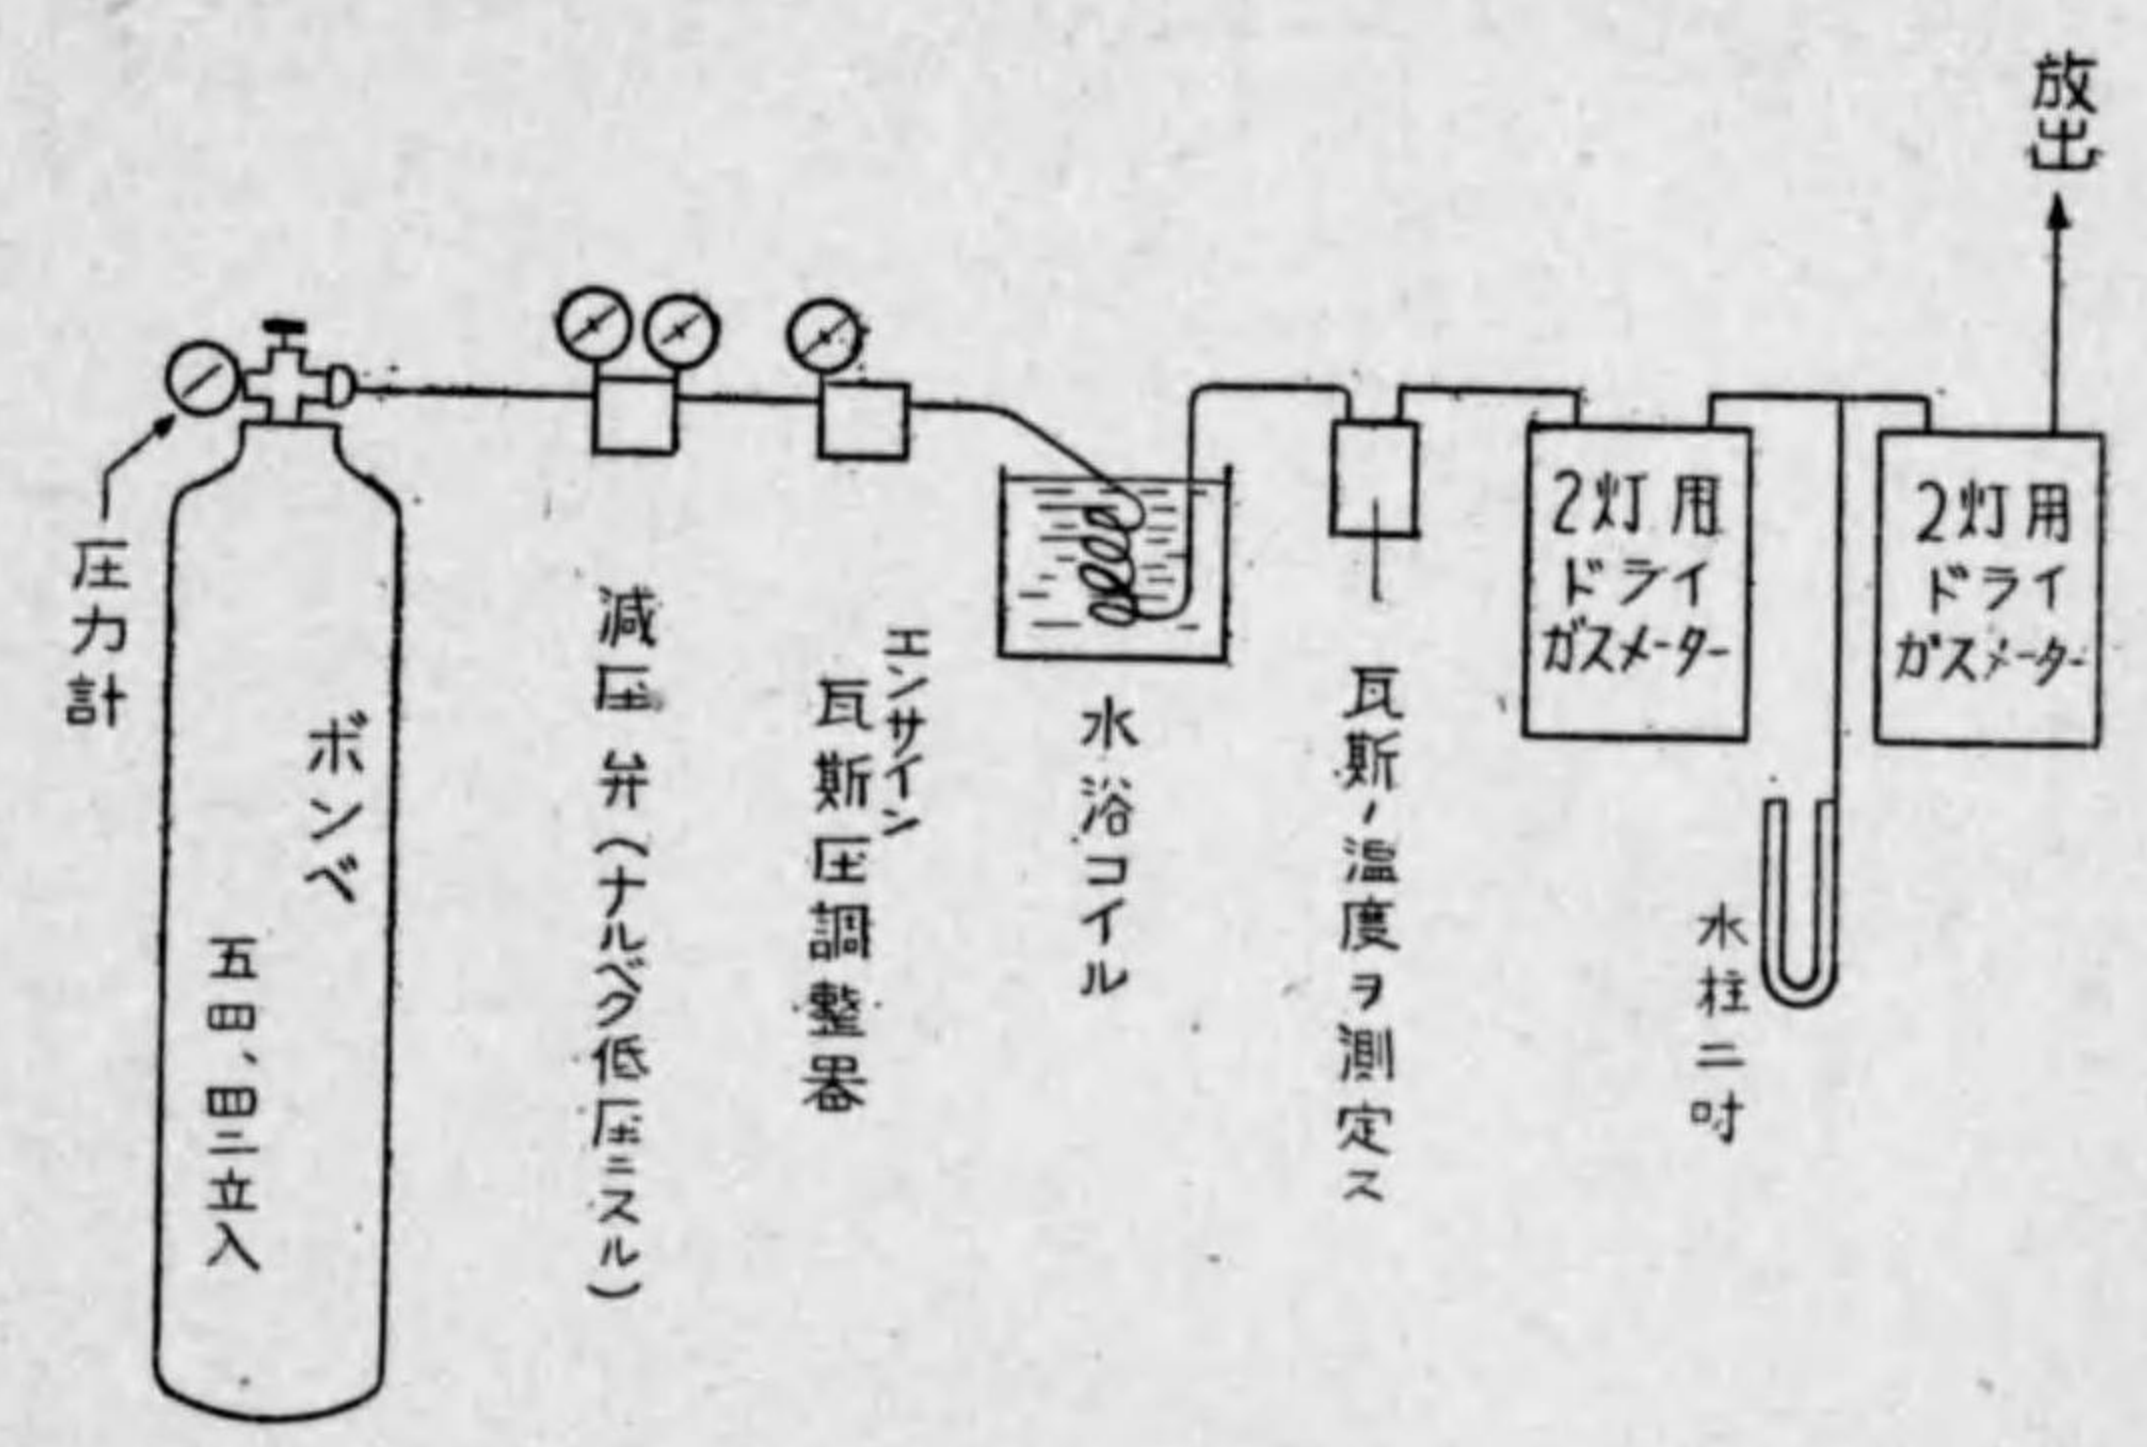 放出
圧力計
ボンベ
五四、四二立入
減圧弁(ナルベク低圧ニスル)
エンサイン
瓦斯圧調整器
水浴コイル
瓦斯ノ温度ヲ測定ス
2灯用
ドライ
ガスメーター
水柱二吋
2灯用
ドライ
ガスメーター